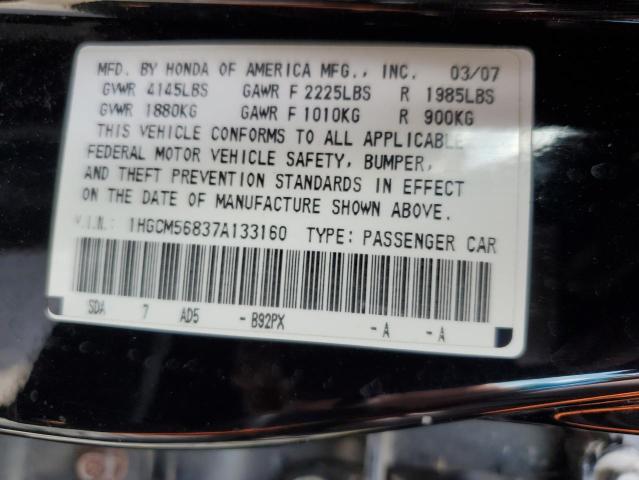 MFD. BY HONDA OF AMERICA MFG., INC. 03/07
GVWR 4145LBS GAWR F 2225LBS R 1985LBS
GVWR 1880KG GAWR F 1010KG R 900KG
THIS VEHICLE CONFORMS TO ALL APPLICABLE
FEDERAL MOTOR VEHICLE SAFETY, BUMPER,
AND THEFT PREVENTION STANDARDS IN EFFECT
ON THE DATE OF MANUFACTURE SHOWN ABOVE.
V.I.N.: 1HGCM56837A133160 TYPE: PASSENGER CAR
SDA 7 AD5 - B92PX - A - A